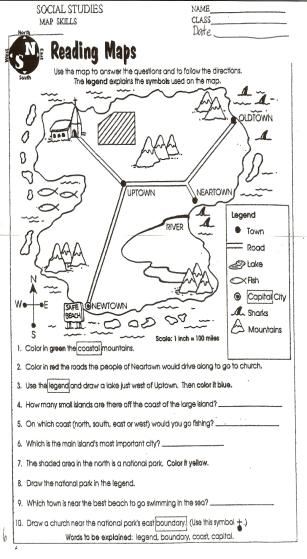 SOCIAL STUDIES
MAP SKILLS
NAME
CLASS
Date
North
West
East
South
N
S
Reading Maps
Use the map to answer the questions and to follow the directions.
The legend explains the symbols used on the map.
OLDTOWN
UPTOWN
NEARTOWN
RIVER
NEWTOWN
SAFE BEACH
N
W
E
S
Legend
Town
Road
Lake
Fish
Capital City
Sharks
Mountains
Scale: 1 inch = 100 miles
1. Color in green the coastal mountains.
2. Color in red the roads the people of Neartown would drive along to go to church.
3. Use the legend and draw a lake just west of Uptown. Then color it blue.
4. How many small islands are there off the coast of the large island?
5. On which coast (north, south, east or west) would you go fishing?
6. Which is the main island's most important city?
7. The shaded area in the north is a national park. Color it yellow.
8. Draw the national park in the legend.
9. Which town is near the best beach to go swimming in the sea?
10. Draw a church near the national park's east boundary. (Use this symbol .)
Words to be explained: legend, boundary, coast, capital.
6